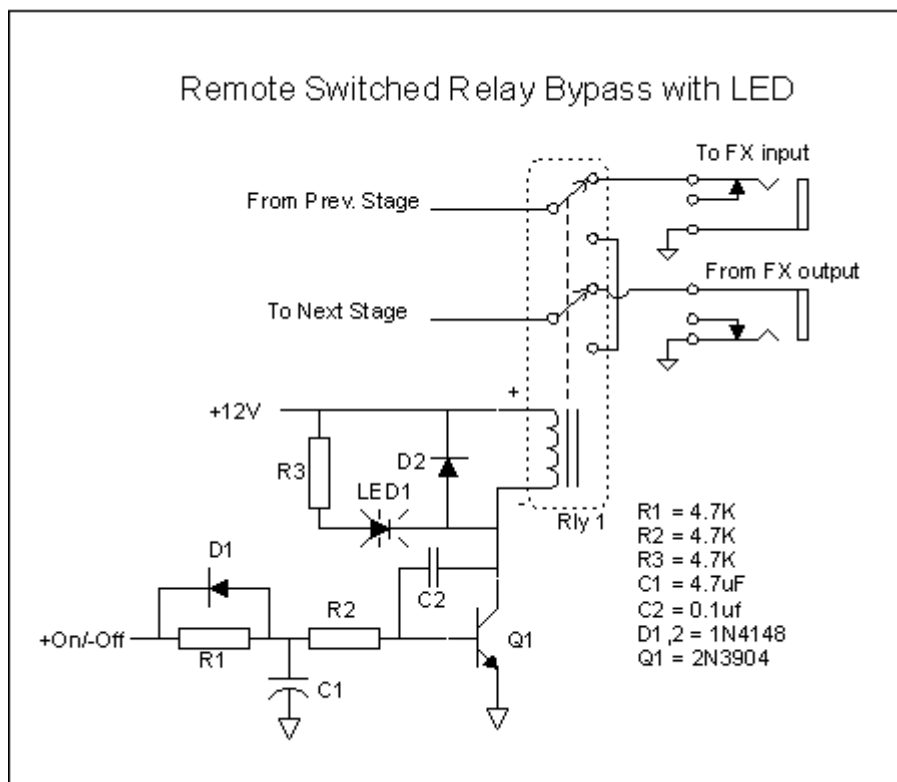 Remote Switched Relay Bypass with LED
To FX input
From Prev. Stage
From FX output
To Next Stage
+
+12V
D2
R3
LED1
-
Rly 1
R1 = 4.7K
R2 = 4.7K
R3 = 4.7K
C1 = 4.7uF
C2 = 0.1uf
D1,2 = 1N4148
Q1 = 2N3904
D1
C2
R2
+On/-Off
Q1
R1
C1